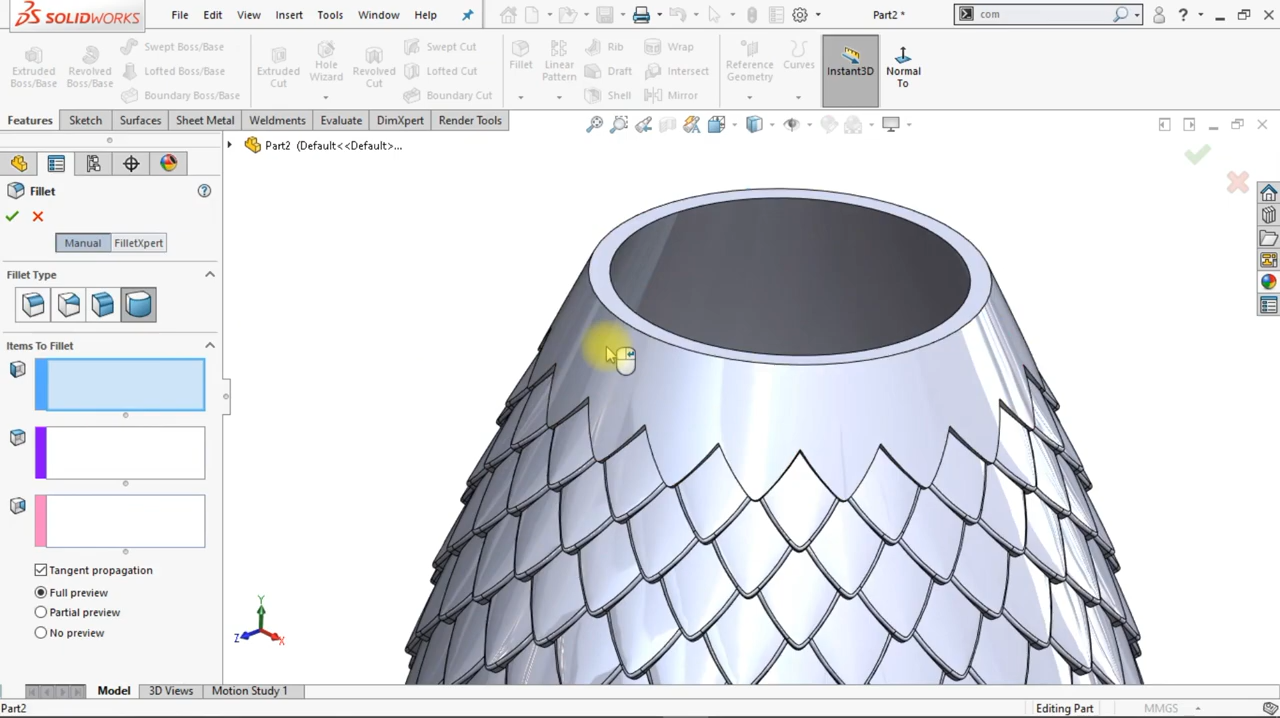 SOLIDWORKS File Edit View Insert Tools Window Help Part2 * com ?
Extruded Boss/Base Revolved Boss/Base Swept Boss/Base Lofted Boss/Base Boundary Boss/Base Extruded Cut Hole Wizard Revolved Cut Swept Cut Lofted Cut Boundary Cut Fillet Linear Pattern Rib Draft Shell Wrap Intersect Mirror Reference Geometry Curves Instant3D Normal To
Features Sketch Surfaces Sheet Metal Weldments Evaluate DimXpert Render Tools
Part2 (Default<<Default>...
Fillet ?
Manual FilletXpert
Fillet Type
Items To Fillet
Tangent propagation
Full preview
Partial preview
No preview
Y
Z X
Model 3D Views Motion Study 1
Part2 Editing Part MMGS